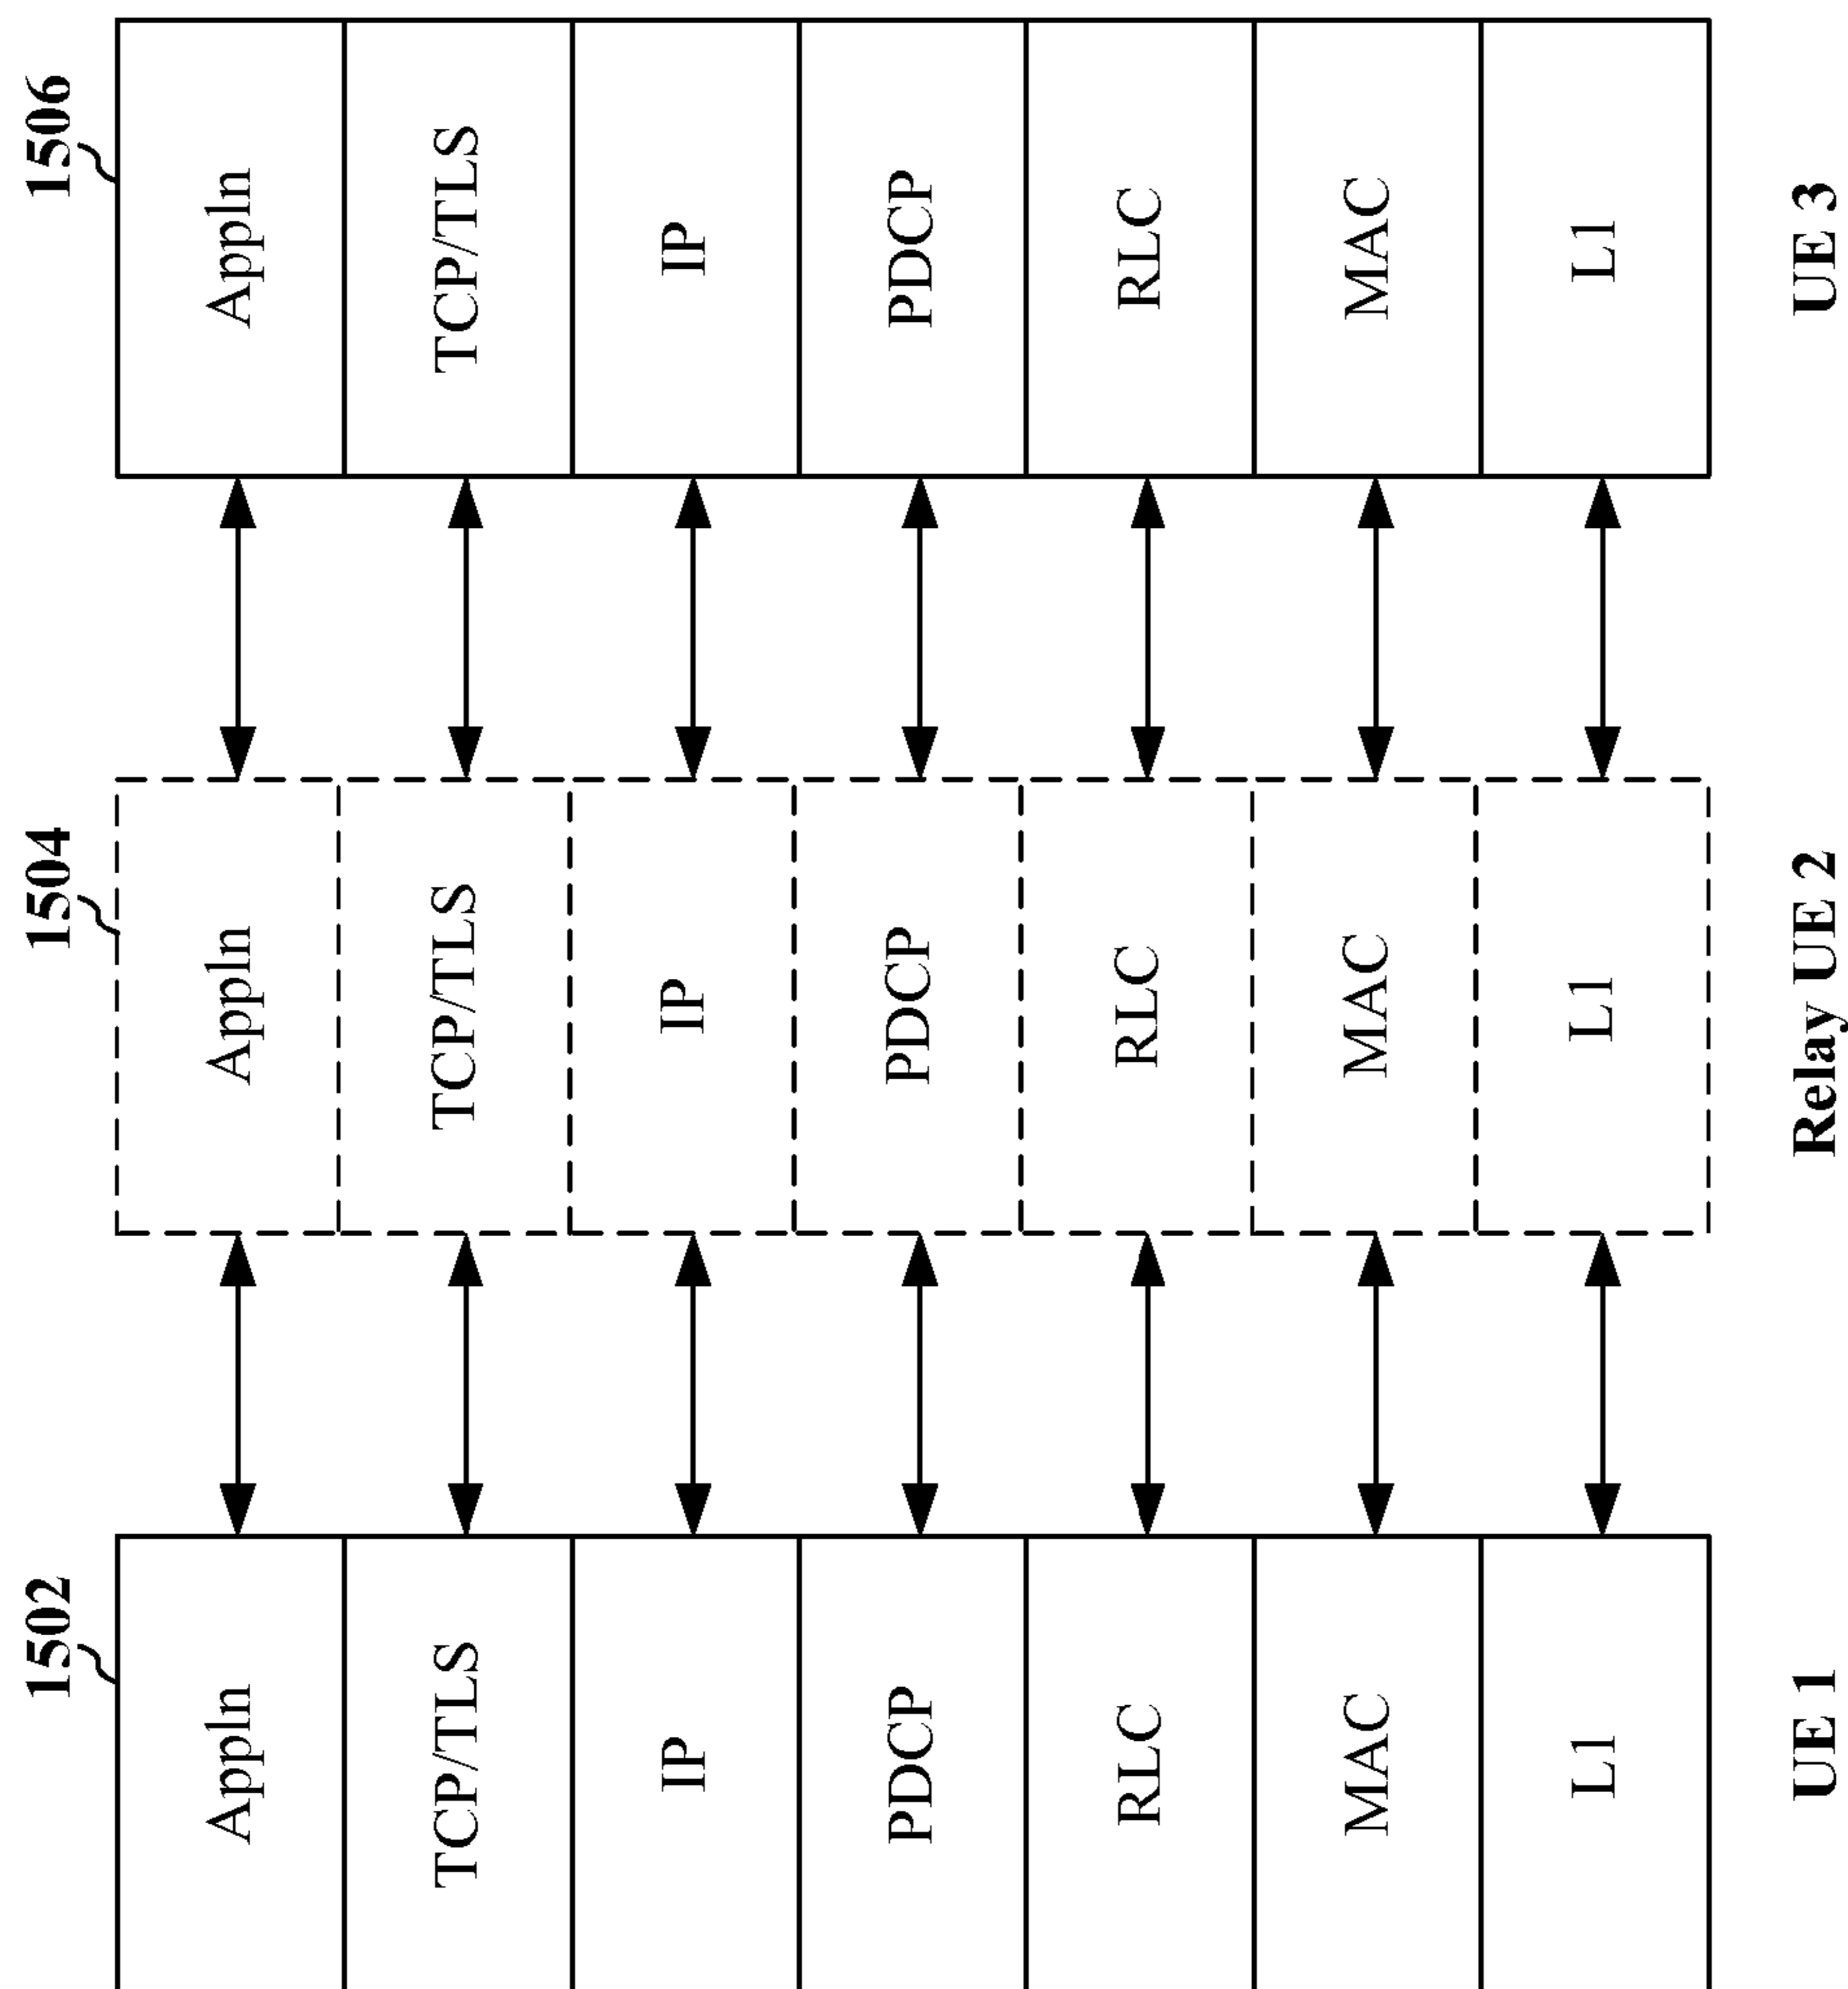 1502
Appln
TCP/TLS
IP
PDCP
RLC
MAC
L1
UE 1
1504
Appln
TCP/TLS
IP
PDCP
RLC
MAC
L1
Relay UE 2
1506
Appln
TCP/TLS
IP
PDCP
RLC
MAC
L1
UE 3